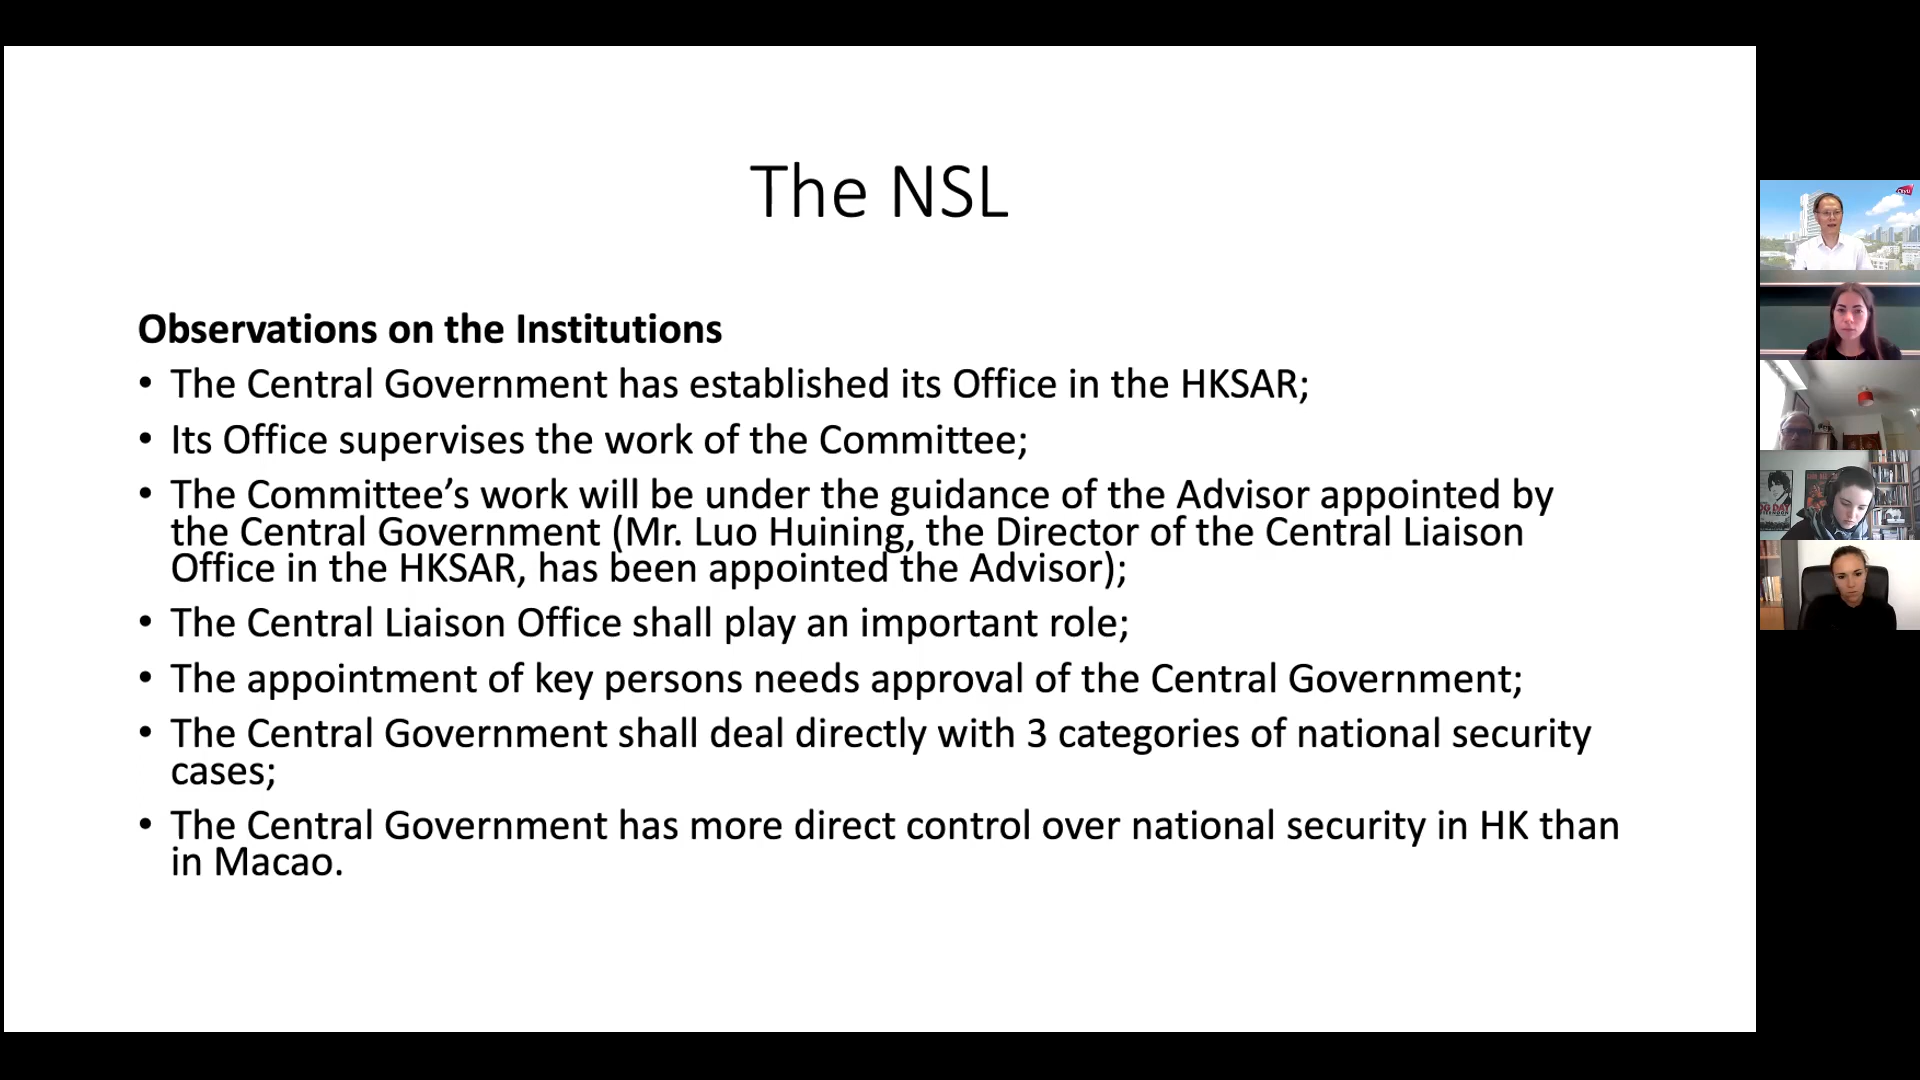 The NSL
Observations on the Institutions
• The Central Government has established its Office in the HKSAR;
• Its Office supervises the work of the Committee;
• The Committee’s work will be under the guidance of the Advisor appointed by
the Central Government (Mr. Luo Huining, the Director of the Central Liaison
Office in the HKSAR, has been appointed the Advisor);
• The Central Liaison Office shall play an important role;
• The appointment of key persons needs approval of the Central Government;
• The Central Government shall deal directly with 3 categories of national security
cases;
• The Central Government has more direct control over national security in HK than
in Macao.